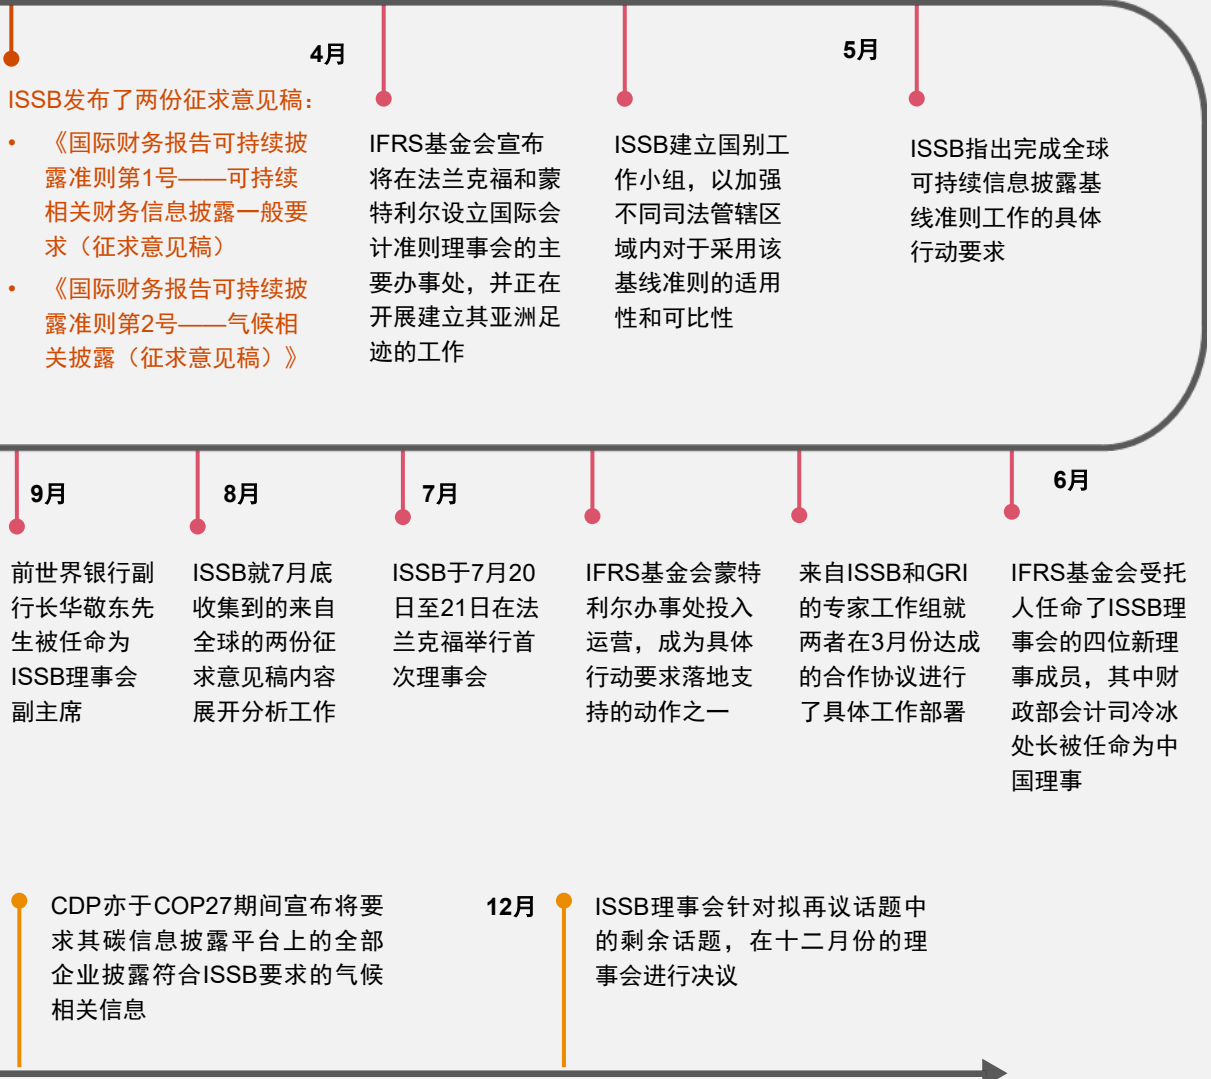 ISSB发布了两份征求意见稿：
• 《国际财务报告可持续披
露准则第1号——可持续
相关财务信息披露一般要
求（征求意见稿）
• 《国际财务报告可持续披
露准则第2号——气候相
关披露（征求意见稿）》
4月
IFRS基金会宣布
将在法兰克福和蒙
特利尔设立国际会
计准则理事会的主
要办事处，并正在
开展建立其亚洲足
迹的工作
ISSB建立国别工
作小组，以加强
不同司法管辖区
域内对于采用该
基线准则的适用
性和可比性
5月
ISSB指出完成全球
可持续信息披露基
线准则工作的具体
行动要求
6月
IFRS基金会受托
人任命了ISSB理
事会的四位新理
事成员，其中财
政部会计司冷冰
处长被任命为中
国理事
来自ISSB和GRI
的专家工作组就
两者在3月份达成
的合作协议进行
了具体工作部署
IFRS基金会蒙特
利尔办事处投入
运营，成为具体
行动要求落地支
持的动作之一
7月
ISSB于7月20
日至21日在法
兰克福举行首
次理事会
8月
ISSB就7月底
收集到的来自
全球的两份征
求意见稿内容
展开分析工作
9月
前世界银行副
行长华敬东先
生被任命为
ISSB理事会
副主席
CDP亦于COP27期间宣布将要
求其碳信息披露平台上的全部
企业披露符合ISSB要求的气候
相关信息
12月
ISSB理事会针对拟再议话题中
的剩余话题，在十二月份的理
事会进行决议